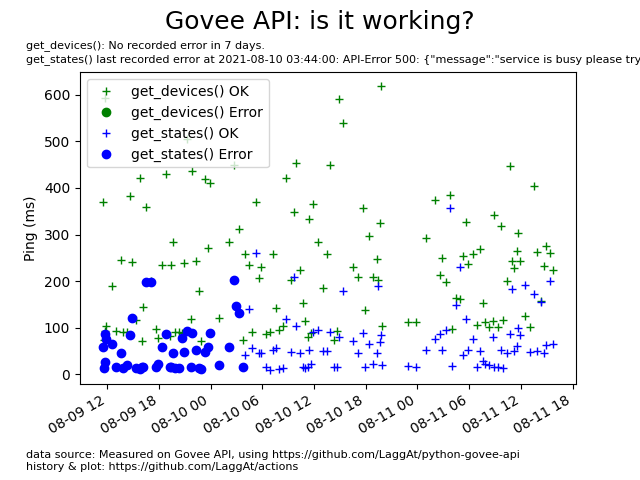 Govee API: is it working?
get_devices(): No recorded error in 7 days.
get_states() last recorded error at 2021-08-10 03:44:00: API-Error 500: {"message":"service is busy please try
600
500
400
300
200
100
0
Ping (ms)
get_devices() OK
get_devices() Error
get_states() OK
get_states() Error
08-09 12
08-09 18
08-10 00
08-10 06
08-10 12
08-10 18
08-11 00
08-11 06
08-11 12
08-11 18
data source: Measured on Govee API, using https://github.com/LaggAt/python-govee-api
history & plot: https://github.com/LaggAt/actions